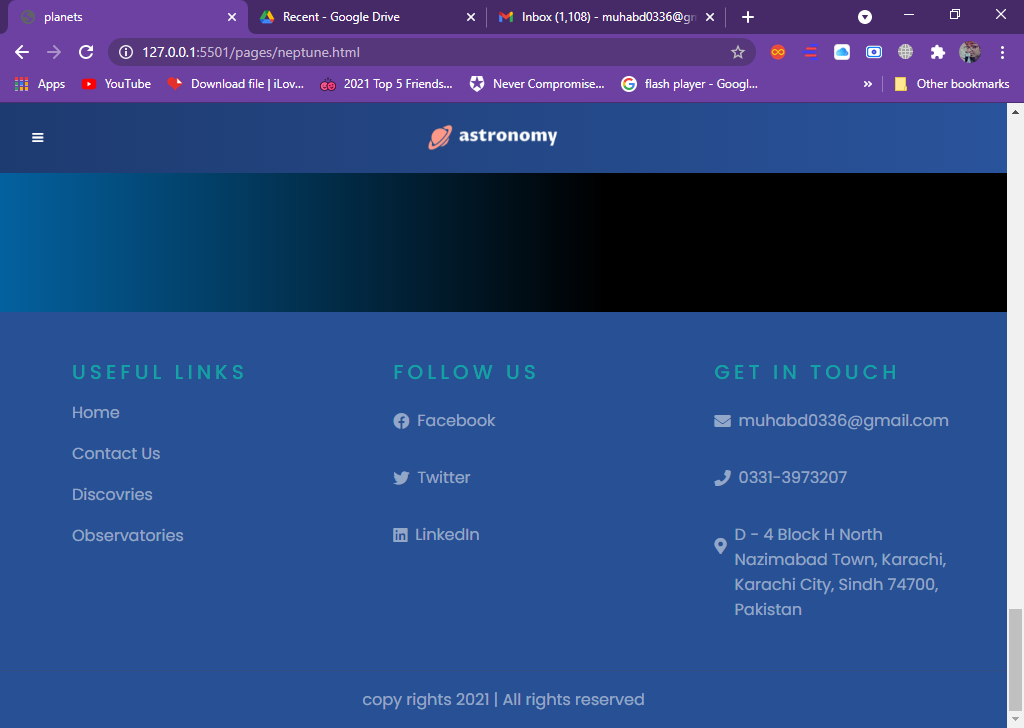 planets
Recent - Google Drive
Inbox (1,108) - muhabd0336@gm
127.0.0.1:5501/pages/neptune.html
Apps
YouTube
Download file | iLov...
2021 Top 5 Friends...
Never Compromise...
flash player - Googl...
»
Other bookmarks
astronomy
USEFUL LINKS
Home
Contact Us
Discovries
Observatories
FOLLOW US
Facebook
Twitter
LinkedIn
GET IN TOUCH
muhabd0336@gmail.com
0331-3973207
D - 4 Block H North
Nazimabad Town, Karachi,
Karachi City, Sindh 74700,
Pakistan
copy rights 2021 | All rights reserved